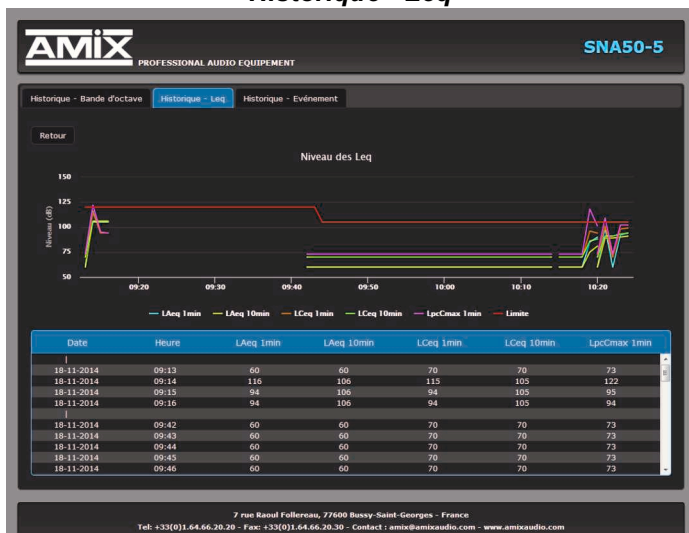 Historique - Leq
AMIX
PROFESSIONAL AUDIO EQUIPEMENT
SNA50-5
Historique - Bande d'octave
Historique - Leq
Historique - Evénement
Retour
Niveau des Leq
Niveau (dB)
150
125
100
75
50
09:20 09:30 09:40 09:50 10:00 10:10 10:20
LAeq 1min LAeq 10min LCeq 1min LCeq 10min LpcCmax 1min Limite
Date Heure LAeq 1min LAeq 10min LCeq 1min LCeq 10min LpcCmax 1min
|
18-11-2014 09:13 60 60 70 70 73
18-11-2014 09:14 116 106 115 105 122
18-11-2014 09:15 94 106 94 105 95
18-11-2014 09:16 94 106 94 105 94
|
18-11-2014 09:42 60 60 70 70 73
18-11-2014 09:43 60 60 70 70 73
18-11-2014 09:44 60 60 70 70 73
18-11-2014 09:45 60 60 70 70 73
18-11-2014 09:46 60 60 70 70 73
7 rue Raoul Follereau, 77600 Bussy-Saint-Georges - France
Tel: +33(0)1.64.66.20.20 - Fax: +33(0)1.64.66.20.30 - Contact : amix@amixaudio.com - www.amixaudio.com